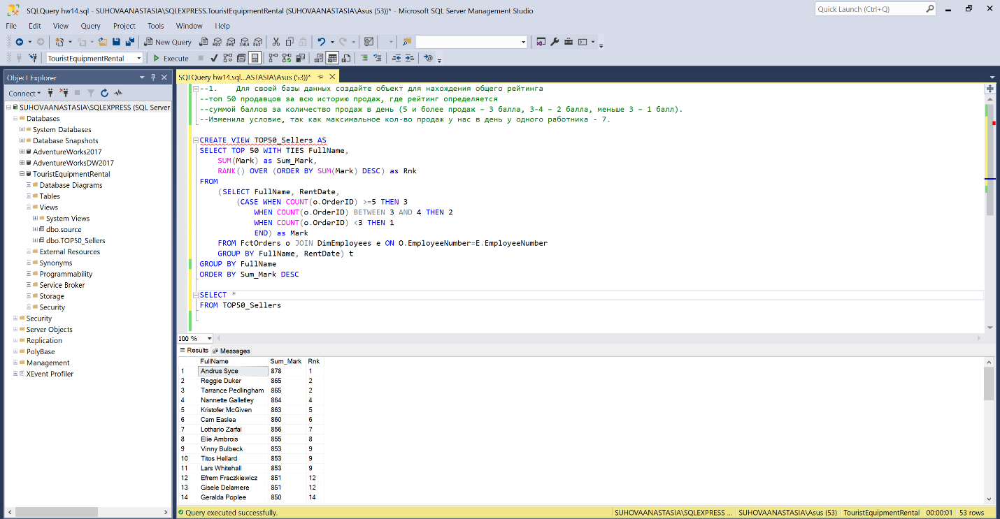 SQLQuery hw14.sql - SUHOVAANASTASIA\SQLEXPRESS.TouristEquipmentRental (SUHOVAANASTASIA\Asus (53))* - Microsoft SQL Server Management Studio
Quick Launch (Ctrl+Q)
File Edit View Query Project Tools Window Help
New Query
MDX DMX XMLA DAX
TouristEquipmentRental Execute
Object Explorer
Connect
SUHOVAANASTASIA\SQLEXPRESS (SQL Server
Databases
System Databases
Database Snapshots
AdventureWorks2017
AdventureWorksDW2017
TouristEquipmentRental
Database Diagrams
Tables
Views
System Views
dbo.source
dbo.TOP50_Sellers
External Resources
Synonyms
Programmability
Service Broker
Storage
Security
Security
Server Objects
Replication
PolyBase
Management
XEvent Profiler
SQLQuery hw14.sql...ASTASIA\Asus (53))*
--1. Для своей базы данных создайте объект для нахождения общего рейтинга
--топ 50 продавцов за всю историю продаж, где рейтинг определяется
--суммой баллов за количество продаж в день (5 и более продаж – 3 балла, 3-4 – 2 балла, меньше 3 – 1 балл).
--Изменила условие, так как максимальное кол-во продаж у нас в день у одного работника - 7.
CREATE VIEW TOP50_Sellers AS
SELECT TOP 50 WITH TIES FullName,
SUM(Mark) as Sum_Mark,
RANK() OVER (ORDER BY SUM(Mark) DESC) as Rnk
FROM
(SELECT FullName, RentDate,
(CASE WHEN COUNT(o.OrderID) >=5 THEN 3
WHEN COUNT(o.OrderID) BETWEEN 3 AND 4 THEN 2
WHEN COUNT(o.OrderID) <3 THEN 1
END) as Mark
FROM FctOrders o JOIN DimEmployees e ON O.EmployeeNumber=E.EmployeeNumber
GROUP BY FullName, RentDate) t
GROUP BY FullName
ORDER BY Sum_Mark DESC
SELECT *
FROM TOP50_Sellers
100 %
Results Messages
FullName Sum_Mark Rnk
1 Andrus Syce 878 1
2 Reggie Duker 865 2
3 Tarrance Pedlingham 865 2
4 Nannette Galletley 864 4
5 Kristofer McGiven 863 5
6 Cam Easlea 860 6
7 Lothario Zarfai 856 7
8 Elie Ambrois 855 8
9 Vinny Bulbeck 853 9
10 Titos Hellard 853 9
11 Lars Whitehall 853 9
12 Efrem Fraczkiewicz 851 12
13 Gisele Delamere 851 12
14 Geralda Poplee 850 14
Query executed successfully. SUHOVAANASTASIA\SQLEXPRESS ... SUHOVAANASTASIA\Asus (53) TouristEquipmentRental 00:00:01 53 rows